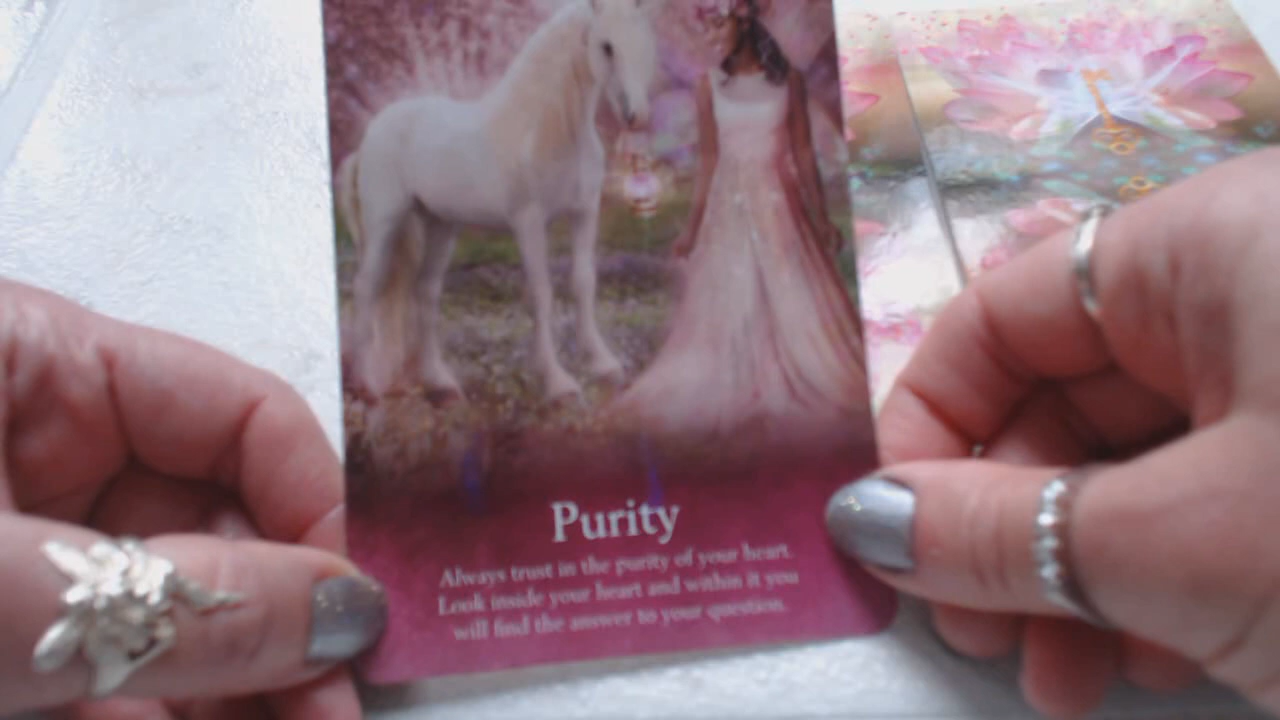 Purity
Always trust in the purity of your heart.
Look inside your heart and within it you
will find the answer to your question.